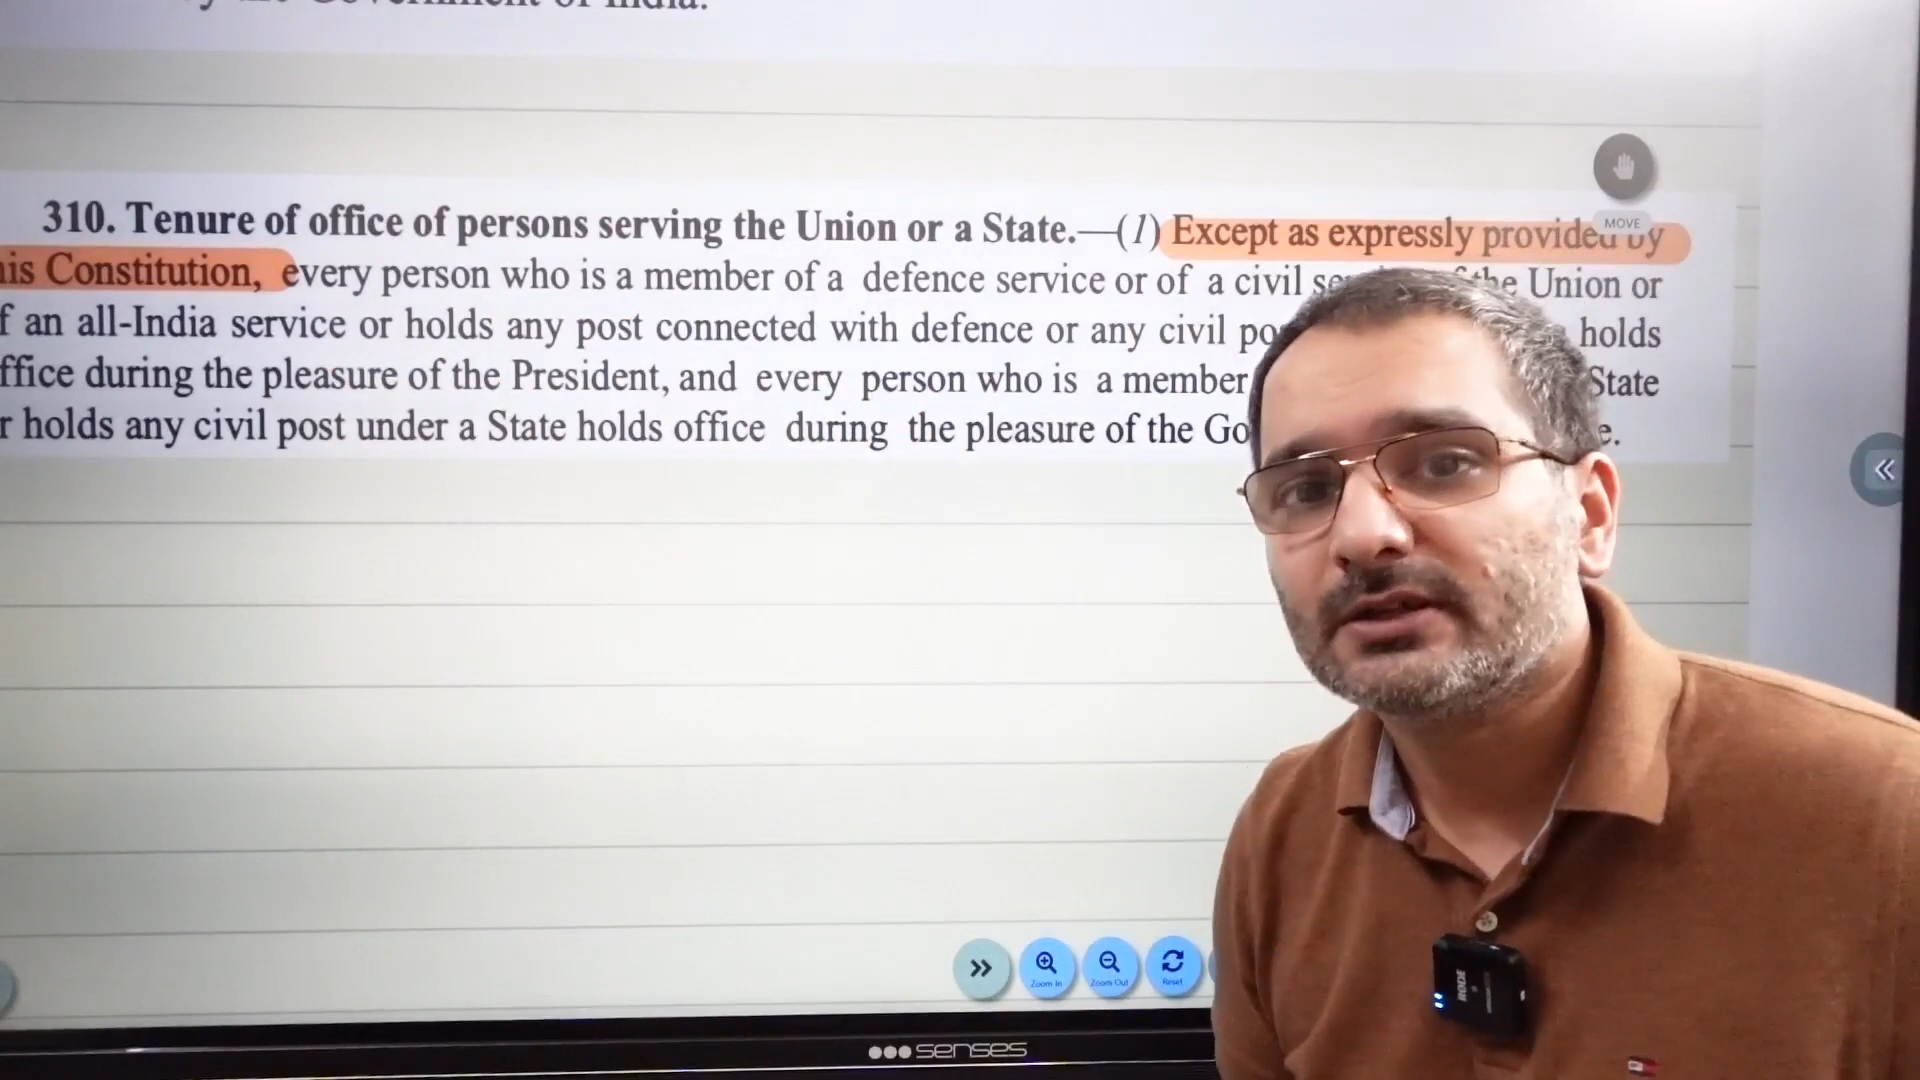 Government of India.
310. Tenure of office of persons serving the Union or a State.—(1) Except as expressly provided by
is Constitution, every person who is a member of a defence service or of a civil the Union or
f an all-India service or holds any post connected with defence or any civil holds
ffice during the pleasure of the President, and every person who is a member State
r holds any civil post under a State holds office during the pleasure of the
MOVE
Zoom In
Zoom Out
Reset
senses
RODE